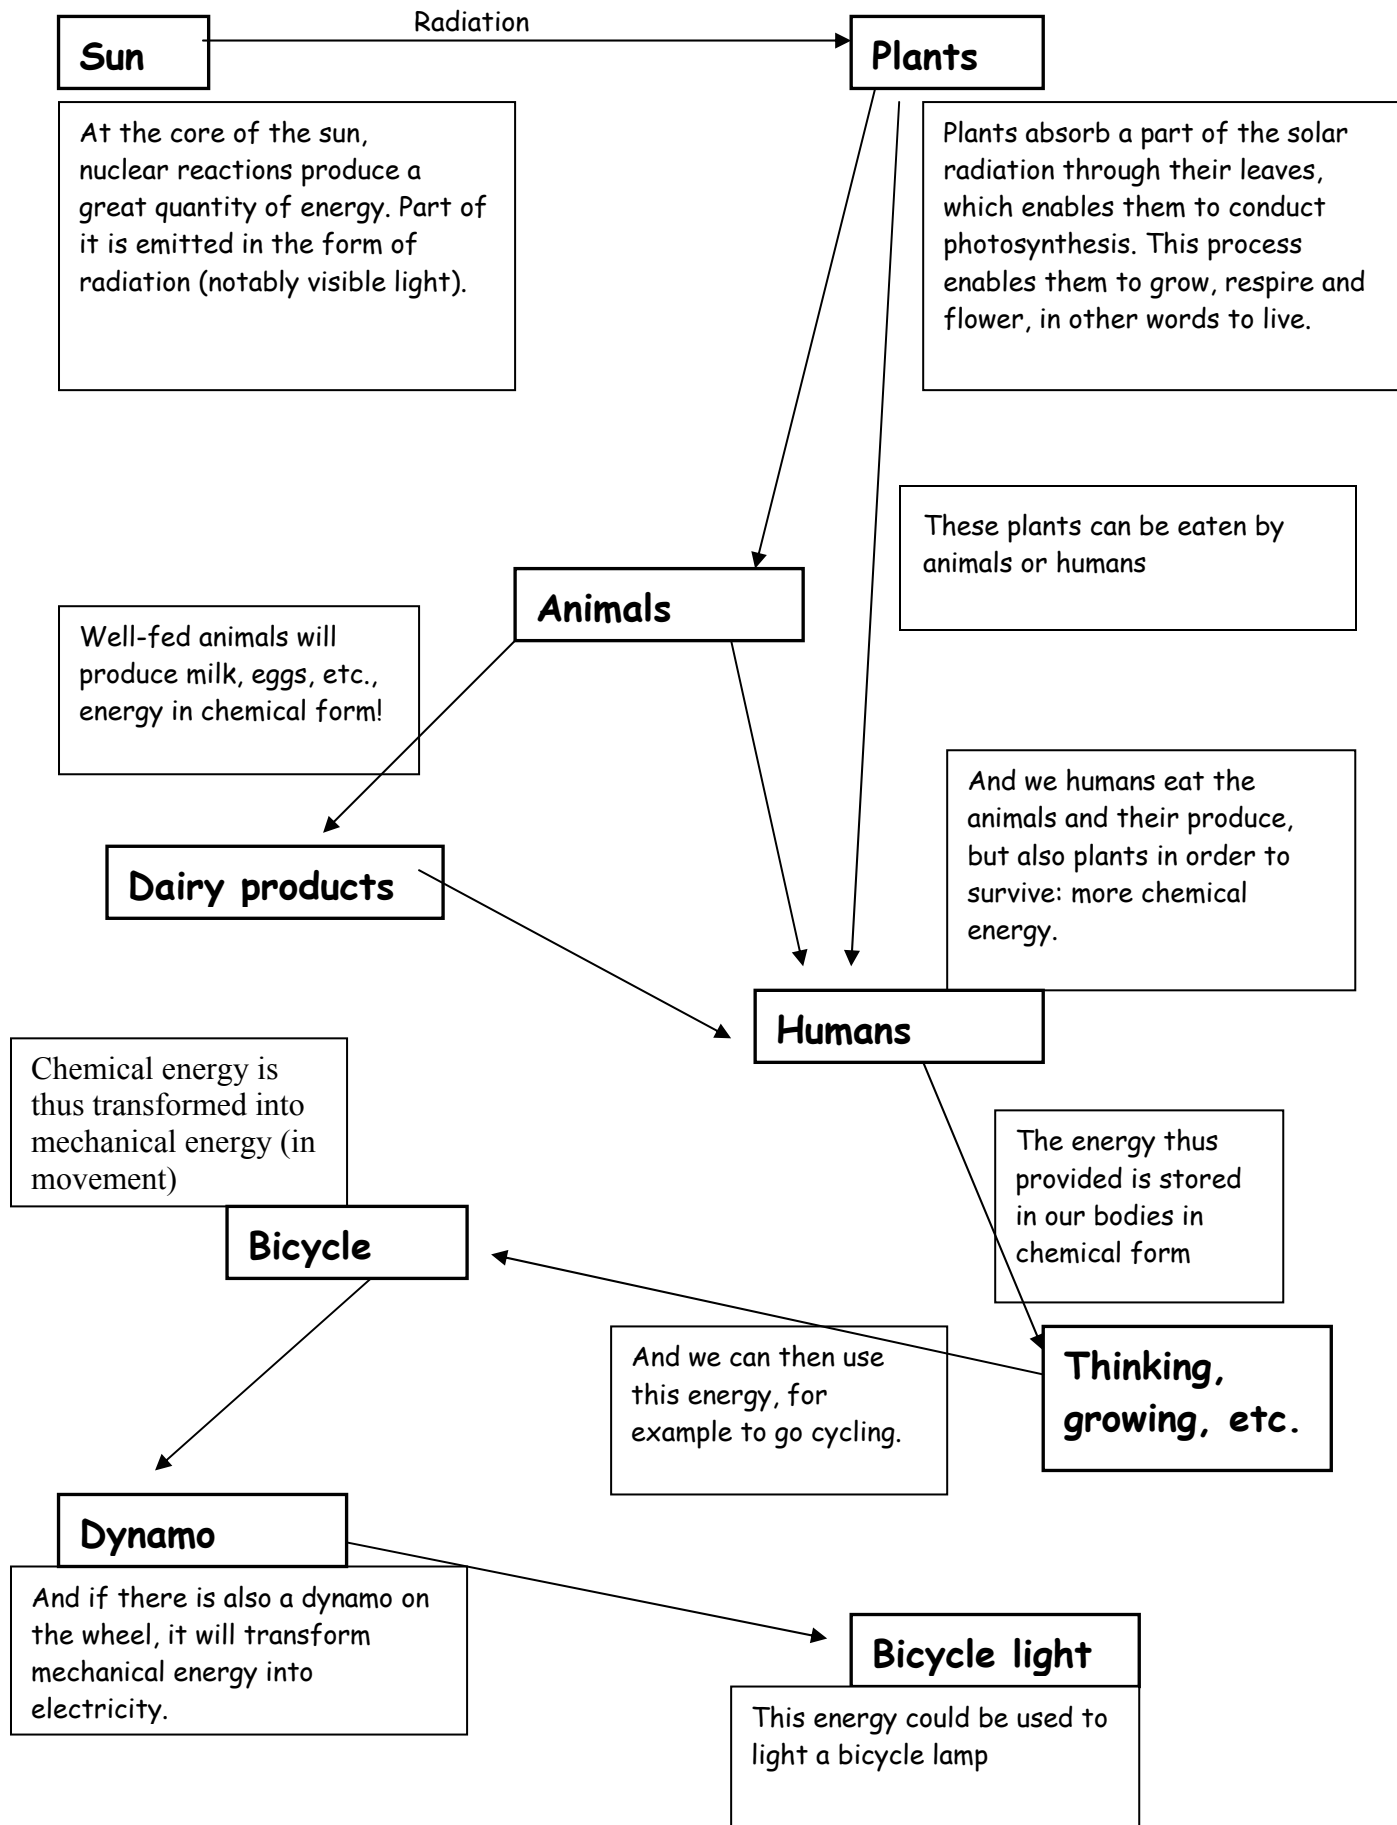 Radiation
Sun
Plants
At the core of the sun,
nuclear reactions produce a
great quantity of energy. Part of
it is emitted in the form of
radiation (notably visible light).
Plants absorb a part of the solar
radiation through their leaves,
which enables them to conduct
photosynthesis. This process
enables them to grow, respire and
flower, in other words to live.
These plants can be eaten by
animals or humans
Animals
Well-fed animals will
produce milk, eggs, etc.,
energy in chemical form!
And we humans eat the
animals and their produce,
but also plants in order to
survive: more chemical
energy.
Dairy products
Humans
Chemical energy is
thus transformed into
mechanical energy (in
movement)
The energy thus
provided is stored
in our bodies in
chemical form
Bicycle
And we can then use
this energy, for
example to go cycling.
Thinking,
growing, etc.
Dynamo
And if there is also a dynamo on
the wheel, it will transform
mechanical energy into
electricity.
Bicycle light
This energy could be used to
light a bicycle lamp